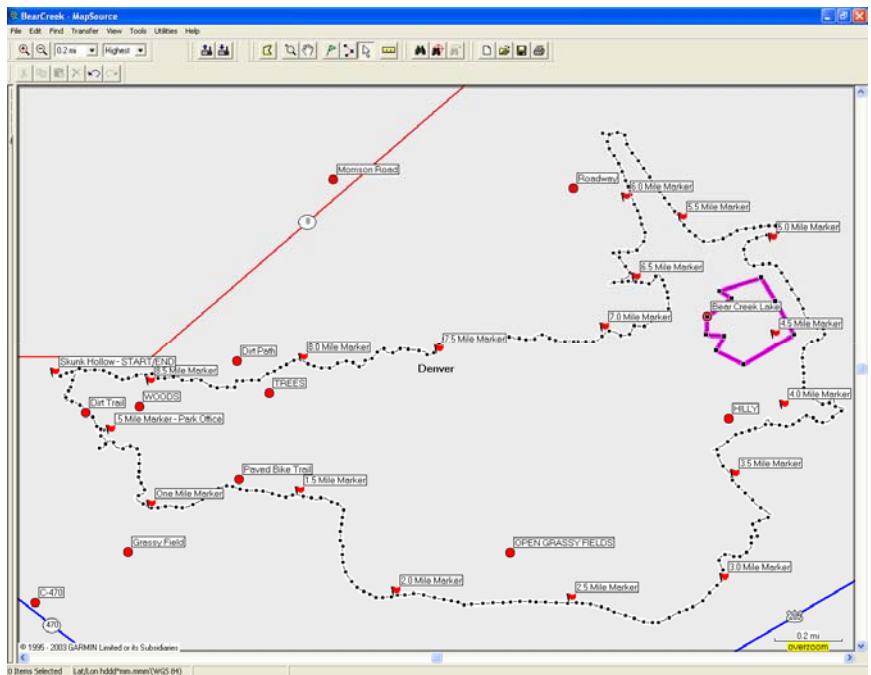 BearCreek - MapSource
File Edit Find Transfer View Tools Utilities Help
0.2 mi Highest
Morrison Road
Roadway
6.0 Mile Marker
5.5 Mile Marker
5.0 Mile Marker
8
6.5 Mile Marker
Bear Creek Lake
7.0 Mile Marker
4.5 Mile Marker
7.5 Mile Marker
8.0 Mile Marker
Dirt Path
Skunk Hollow - START/END
8.5 Mile Marker
Denver
TREES
WOODS
4.0 Mile Marker
Dirt Trail
HILLY
.5 Mile Marker - Park Office
3.5 Mile Marker
Paved Bike Trail
1.5 Mile Marker
One Mile Marker
Grassy Field
OPEN GRASSY FIELDS
3.0 Mile Marker
2.0 Mile Marker
2.5 Mile Marker
C-470
470
285
0.2 mi
© 1995 - 2003 GARMIN Limited or its Subsidiaries
overzoom
0 Items Selected Lat/Lon hddd°mm.mmm'(WGS 84)